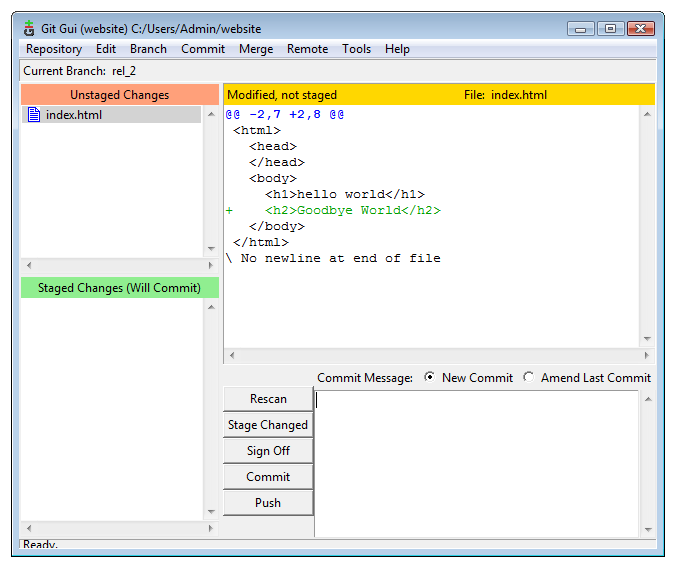 Git Gui (website) C:/Users/Admin/website
Repository Edit Branch Commit Merge Remote Tools Help
Current Branch: rel_2
Unstaged Changes
index.html
Staged Changes (Will Commit)
Modified, not staged File: index.html
@@ -2,7 +2,8 @@
 <html>
   <head>
   </head>
   <body>
     <h1>hello world</h1>
+    <h2>Goodbye World</h2>
   </body>
 </html>
\ No newline at end of file
Commit Message: New Commit Amend Last Commit
Rescan
Stage Changed
Sign Off
Commit
Push
Ready.